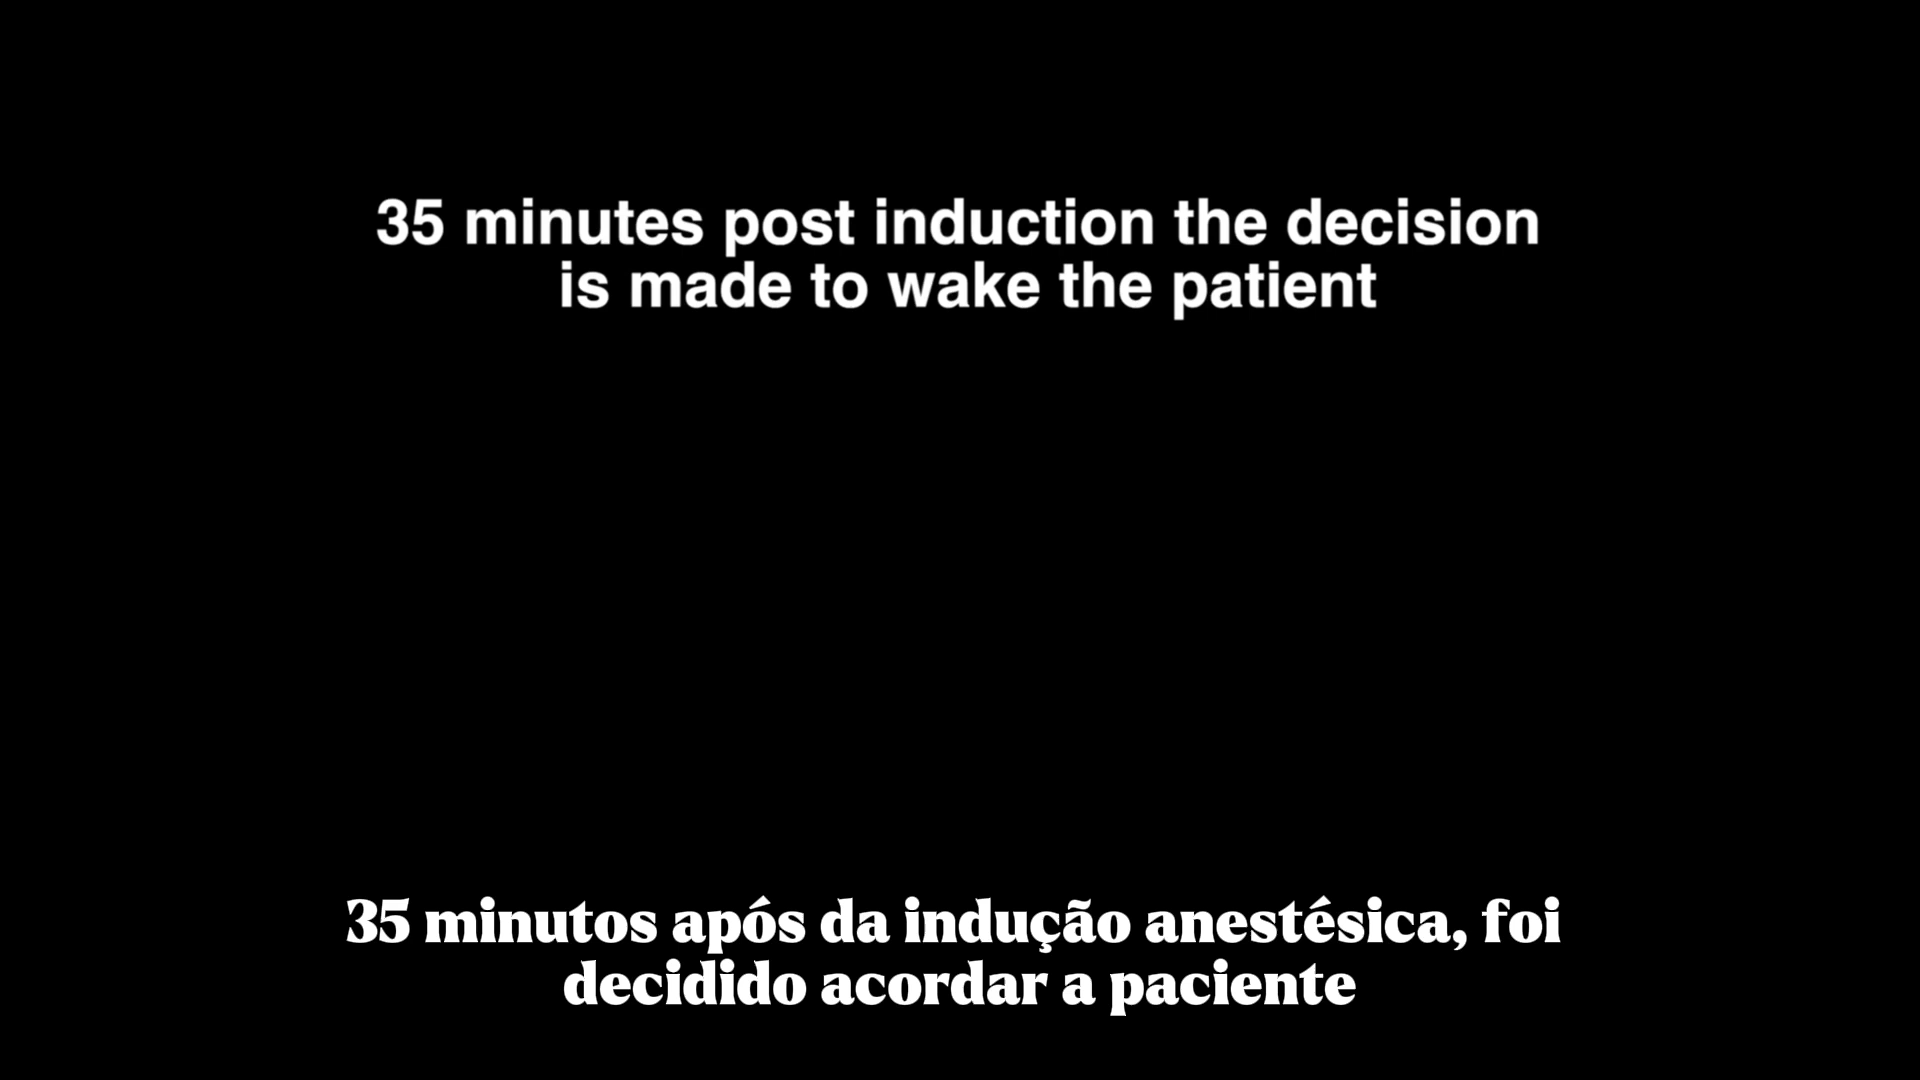 35 minutes post induction the decision
is made to wake the patient
35 minutos após da indução anestésica, foi
decidido acordar a paciente